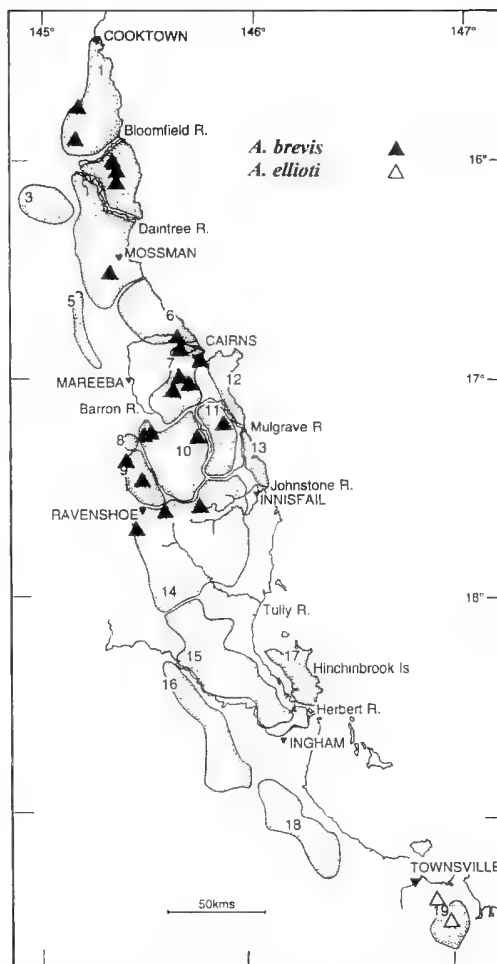 145°
146°
147°
COOKTOWN
1
Bloomfield R.
A. brevis
A. ellioti
16°
3
Daintree R.
MOSSMAN
5
6
CAIRNS
7
MAREEBA
12
17°
Barron R.
11
Mulgrave R
8
10
13
9
Johnstone R.
INNISFAIL
RAVENSHOE
14
18°
Tully R.
15
17
16
Hinchinbrook Is
Herbert R.
INGHAM
18
TOWNSVILLE
19
50kms